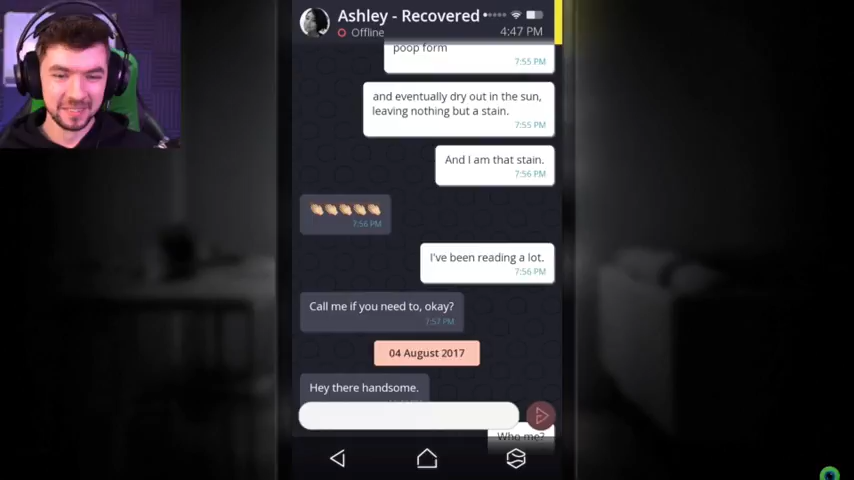 Ashley - Recovered
Offline
4:47 PM
poop form
7:55 PM
and eventually dry out in the sun,
leaving nothing but a stain.
7:55 PM
And I am that stain.
7:56 PM
7:56 PM
I've been reading a lot.
7:56 PM
Call me if you need to, okay?
7:57 PM
04 August 2017
Hey there handsome.
Who me?